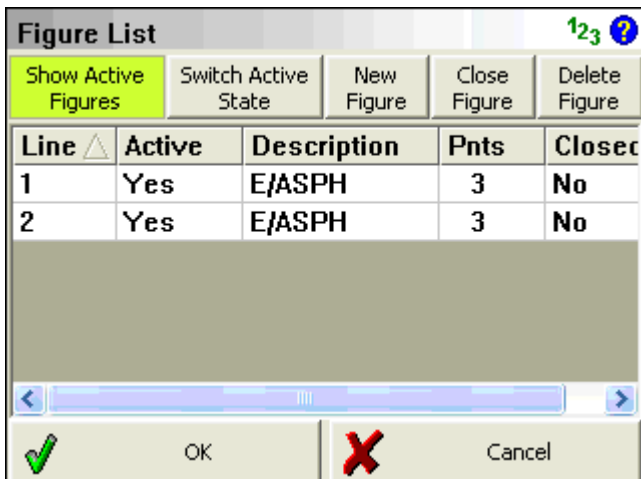 Figure List 123 ?
Show Active Figures Switch Active State New Figure Close Figure Delete Figure
Line Active Description Pnts Closed
1 Yes E/ASPH 3 No
2 Yes E/ASPH 3 No
OK Cancel